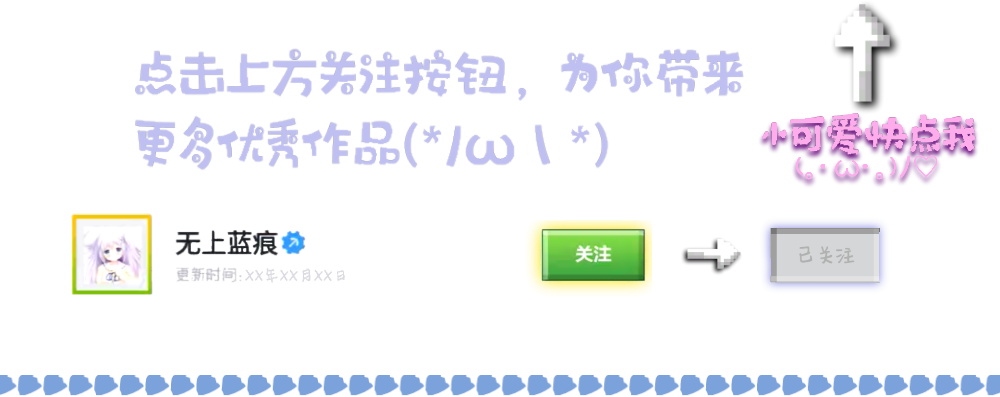 点击上方关注按钮，为你带来
更多优秀作品(*/ω＼*)
小可爱快点我
(｡･ω･｡)/♡
无上蓝痕
更新时间:XX年XX月XX日
关注
已关注